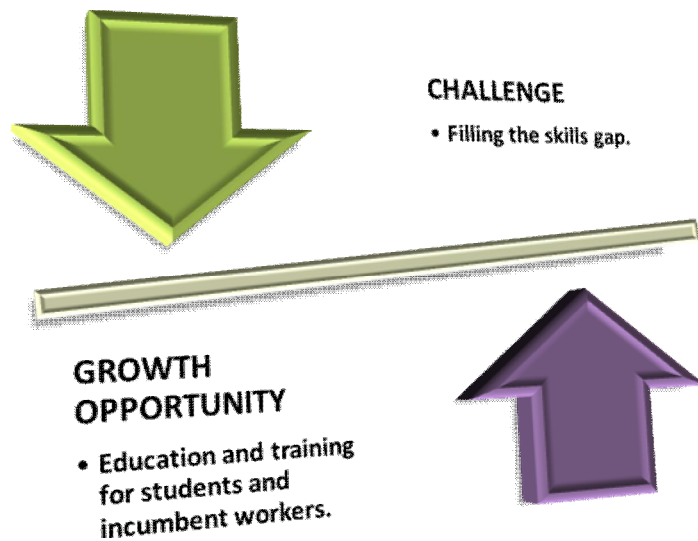 CHALLENGE
• Filling the skills gap.
GROWTH
OPPORTUNITY
• Education and training
for students and
incumbent workers.